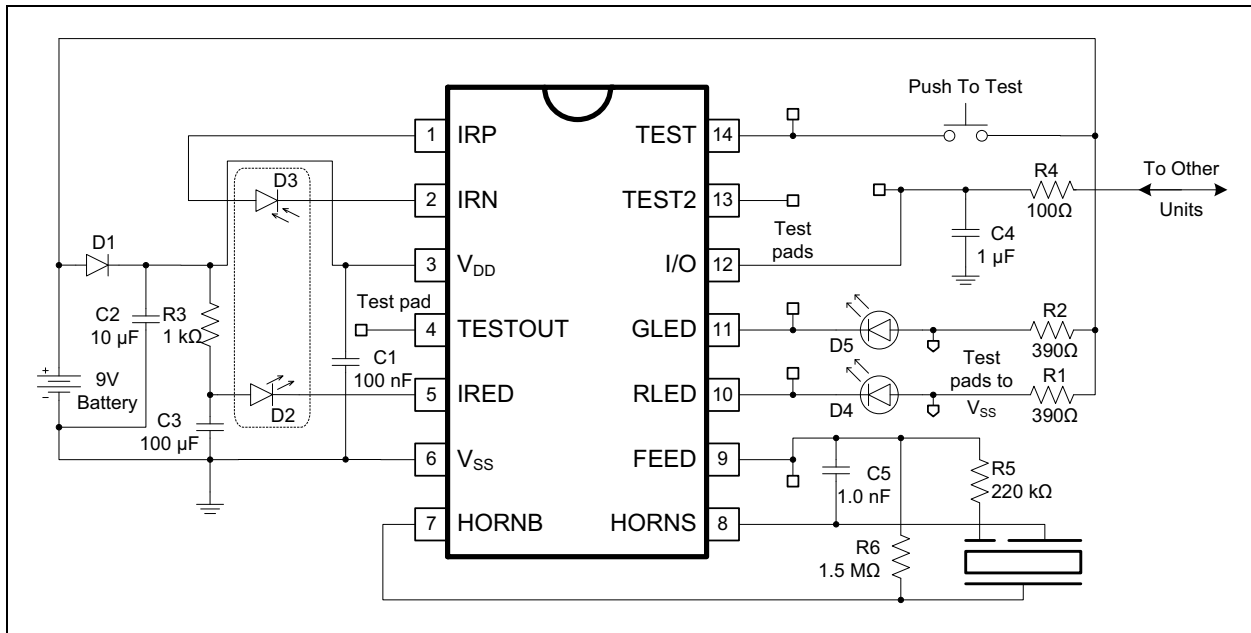 Push To Test
1 IRP TEST 14
D3
2 IRN TEST2 13
R4
100Ω
To Other
Units
Test
pads
C4
1 µF
D1
3 VDD I/O 12
C2
10 µF
R3
1 kΩ
Test pad
4 TESTOUT GLED 11
D5
R2
390Ω
C1
100 nF
+
-
9V
Battery
Test
pads to
VSS
R1
390Ω
5 IRED RLED 10
D2
D4
C3
100 µF
6 VSS FEED 9
C5
1.0 nF
R5
220 kΩ
7 HORNB HORNS 8
R6
1.5 MΩ